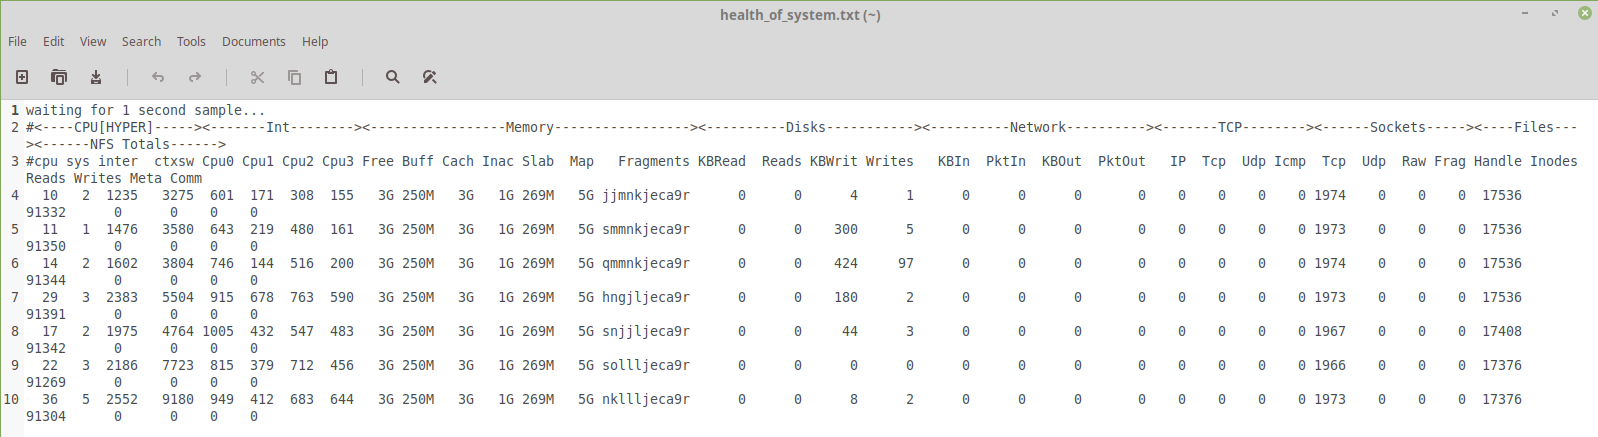 health_of_system.txt (~)
File Edit View Search Tools Documents Help
1 waiting for 1 second sample...
2 #<----CPU[HYPER]-----><-------Int--------><-----------------Memory-----------------><----------Disks-----------><----------Network----------><-------TCP--------><------Sockets-----><----Files---
><------NFS Totals------>
3 #cpu sys inter  ctxsw Cpu0 Cpu1 Cpu2 Cpu3 Free Buff Cach Inac Slab  Map   Fragments KBRead  Reads KBWrit Writes   KBIn  PktIn  KBOut  PktOut   IP  Tcp  Udp Icmp  Tcp  Udp  Raw Frag Handle Inodes
Reads Writes Meta Comm
4 10   2  1235   3275  601  171  308  155   3G 250M   3G   1G 269M   5G jjmnkjeca9r      0      0      4      1      0      0      0       0    0    0    0    0 1974    0    0    0  17536
91332      0      0    0    0
5 11   1  1476   3580  643  219  480  161   3G 250M   3G   1G 269M   5G smmnkjeca9r      0      0    300      5      0      0      0       0    0    0    0    0 1973    0    0    0  17536
91350      0      0    0    0
6 14   2  1602   3804  746  144  516  200   3G 250M   3G   1G 269M   5G qmmnkjeca9r      0      0    424     97      0      0      0       0    0    0    0    0 1974    0    0    0  17536
91344      0      0    0    0
7 29   3  2383   5504  915  678  763  590   3G 250M   3G   1G 269M   5G hngjljeca9r      0      0    180      2      0      0      0       0    0    0    0    0 1973    0    0    0  17536
91391      0      0    0    0
8 17   2  1975   4764 1005  432  547  483   3G 250M   3G   1G 269M   5G snjjljeca9r      0      0     44      3      0      0      0       0    0    0    0    0 1967    0    0    0  17408
91342      0      0    0    0
9 22   3  2186   7723  815  379  712  456   3G 250M   3G   1G 269M   5G sollljeca9r      0      0      0      0      0      0      0       0    0    0    0    0 1966    0    0    0  17376
91269      0      0    0    0
10 36   5  2552   9180  949  412  683  644   3G 250M   3G   1G 269M   5G nkllljeca9r      0      0      8      2      0      0      0       0    0    0    0    0 1973    0    0    0  17376
91304      0      0    0    0